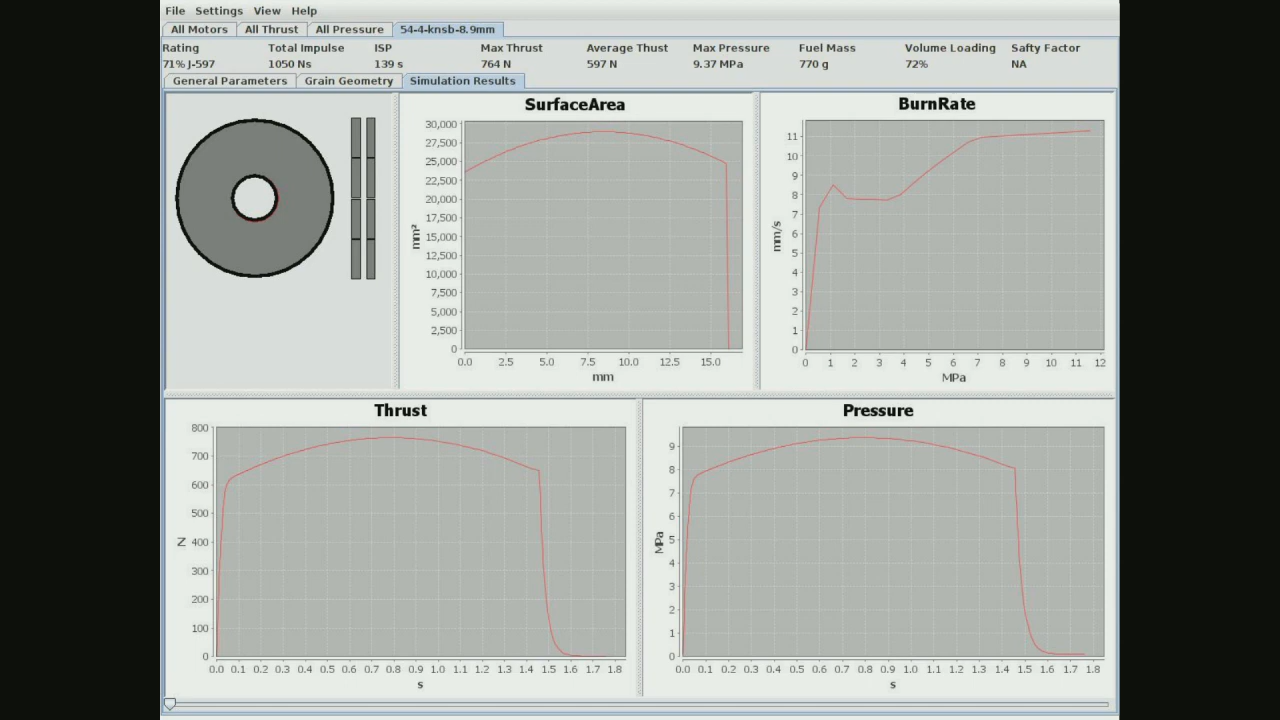 File Settings View Help
All Motors All Thrust All Pressure 54-4-knsb-8.9mm
Rating Total Impulse ISP Max Thrust Average Thust Max Pressure Fuel Mass Volume Loading Safty Factor
71% J-597 1050 Ns 139 s 764 N 597 N 9.37 MPa 770 g 72% NA
General Parameters Grain Geometry Simulation Results
SurfaceArea
30,000
27,500
25,000
22,500
20,000
17,500
15,000
12,500
10,000
7,500
5,000
2,500
0
mm²
0.0 2.5 5.0 7.5 10.0 12.5 15.0
mm
BurnRate
11
10
9
8
7
6
5
4
3
2
1
0
mm/s
0 1 2 3 4 5 6 7 8 9 10 11 12
MPa
Thrust
800
700
600
500
400
300
200
100
0
N
0.0 0.1 0.2 0.3 0.4 0.5 0.6 0.7 0.8 0.9 1.0 1.1 1.2 1.3 1.4 1.5 1.6 1.7 1.8
s
Pressure
9
8
7
6
5
4
3
2
1
0
MPa
0.0 0.1 0.2 0.3 0.4 0.5 0.6 0.7 0.8 0.9 1.0 1.1 1.2 1.3 1.4 1.5 1.6 1.7 1.8
s